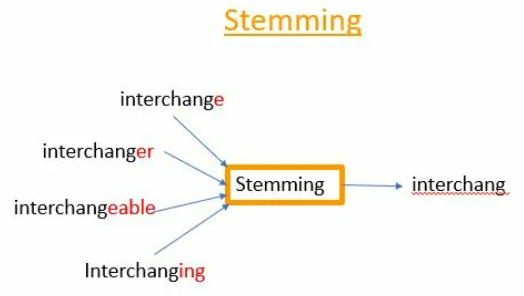 Stemming
interchange
interchanger
interchangeable
Interchanging
Stemming
interchang